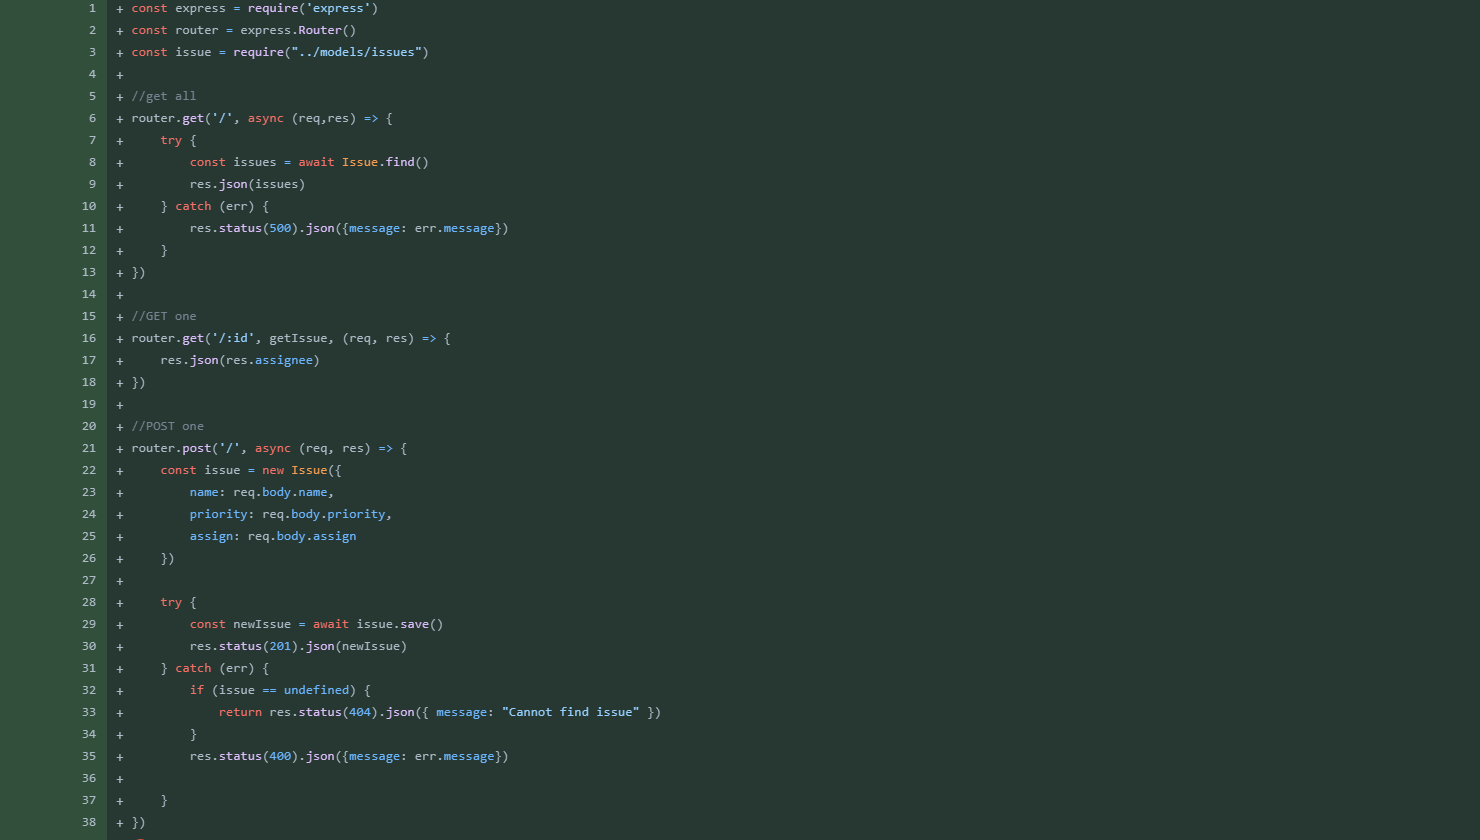 1 + const express = require('express')
2 + const router = express.Router()
3 + const issue = require("../models/issues")
4 +
5 + //get all
6 + router.get('/', async (req,res) => {
7 +     try {
8 +         const issues = await Issue.find()
9 +         res.json(issues)
10 +     } catch (err) {
11 +         res.status(500).json({message: err.message})
12 +     }
13 + })
14 +
15 + //GET one
16 + router.get('/:id', getIssue, (req, res) => {
17 +     res.json(res.assignee)
18 + })
19 +
20 + //POST one
21 + router.post('/', async (req, res) => {
22 +     const issue = new Issue({
23 +         name: req.body.name,
24 +         priority: req.body.priority,
25 +         assign: req.body.assign
26 +     })
27 +
28 +     try {
29 +         const newIssue = await issue.save()
30 +         res.status(201).json(newIssue)
31 +     } catch (err) {
32 +         if (issue == undefined) {
33 +             return res.status(404).json({ message: "Cannot find issue" })
34 +         }
35 +         res.status(400).json({message: err.message})
36 +
37 +     }
38 + })